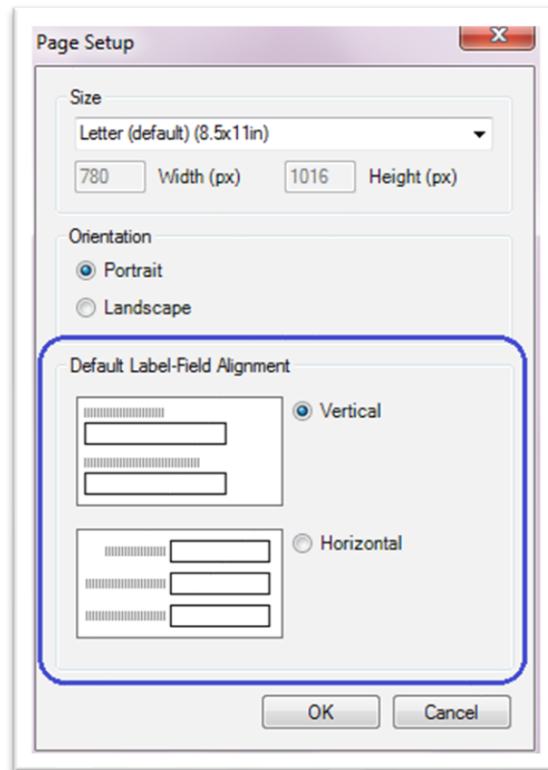 Page Setup
Size
Letter (default) (8.5x11in)
780 Width (px) 1016 Height (px)
Orientation
Portrait
Landscape
Default Label-Field Alignment
Vertical
Horizontal
OK Cancel